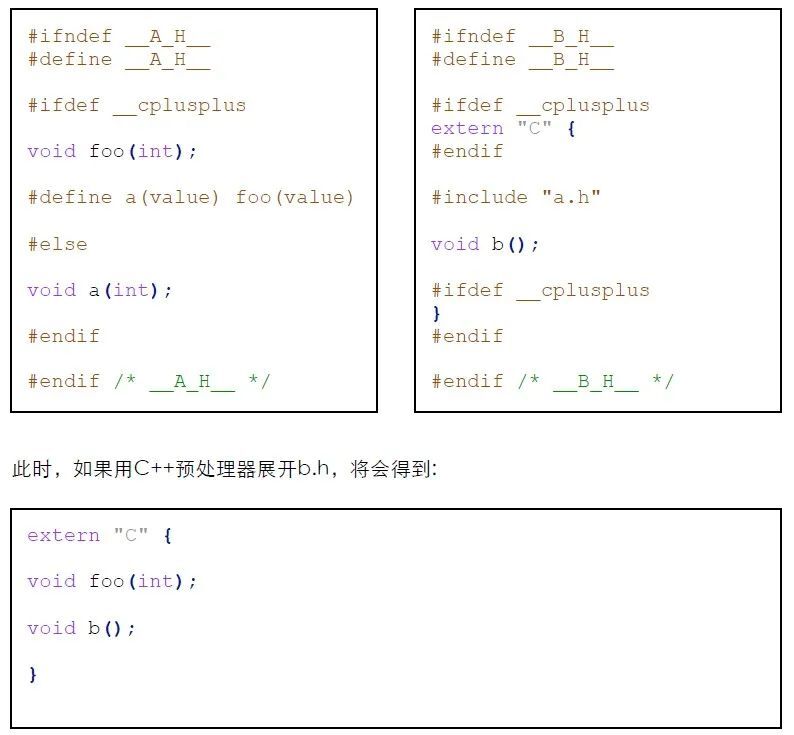 #ifndef __A_H__
#define __A_H__
#ifdef __cplusplus
void foo(int);
#define a(value) foo(value)
#else
void a(int);
#endif
#endif /* __A_H__ */
#ifndef __B_H__
#define __B_H__
#ifdef __cplusplus
extern "C" {
#endif
#include "a.h"
void b();
#ifdef __cplusplus
}
#endif
#endif /* __B_H__ */
此时，如果用C++预处理器展开b.h，将会得到:
extern "C" {
void foo(int);
void b();
}